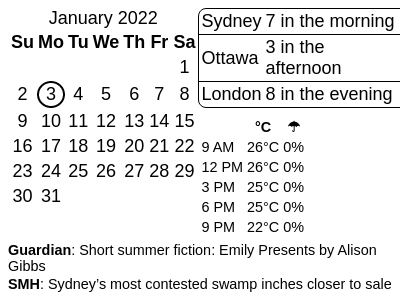 January 2022
Su Mo Tu We Th Fr Sa
1
2 3 4 5 6 7 8
9 10 11 12 13 14 15
16 17 18 19 20 21 22
23 24 25 26 27 28 29
30 31
Sydney 7 in the morning
Ottawa 3 in the
afternoon
London 8 in the evening
°C ☂
9 AM 26°C 0%
12 PM 26°C 0%
3 PM 25°C 0%
6 PM 25°C 0%
9 PM 22°C 0%
Guardian: Short summer fiction: Emily Presents by Alison
Gibbs
SMH: Sydney’s most contested swamp inches closer to sale